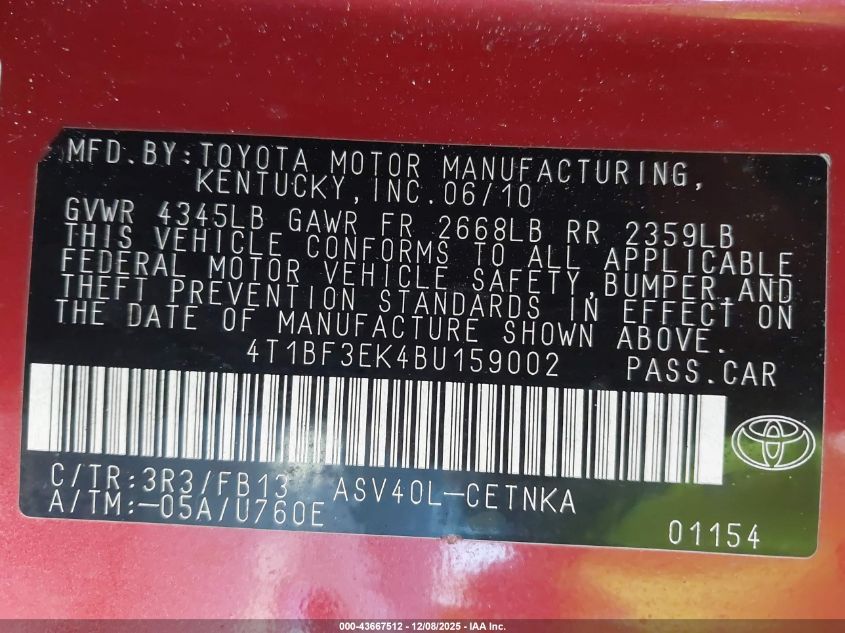 MFD.BY:TOYOTA MOTOR MANUFACTURING,
KENTUCKY,INC.06/10
GVWR 4345LB GAWR FR 2668LB RR 2359LB
THIS VEHICLE CONFORMS TO ALL APPLICABLE
FEDERAL MOTOR VEHICLE SAFETY,BUMPER,AND
THEFT PREVENTION STANDARDS IN EFFECT ON
THE DATE OF MANUFACTURE SHOWN ABOVE.
4T1BF3EK4BU159002 PASS.CAR
C/TR:3R3/FB13 ASV40L-CETNKA
A/TM:-05A/U760E
01154
000-43667512 - 12/08/2025 - IAA Inc.